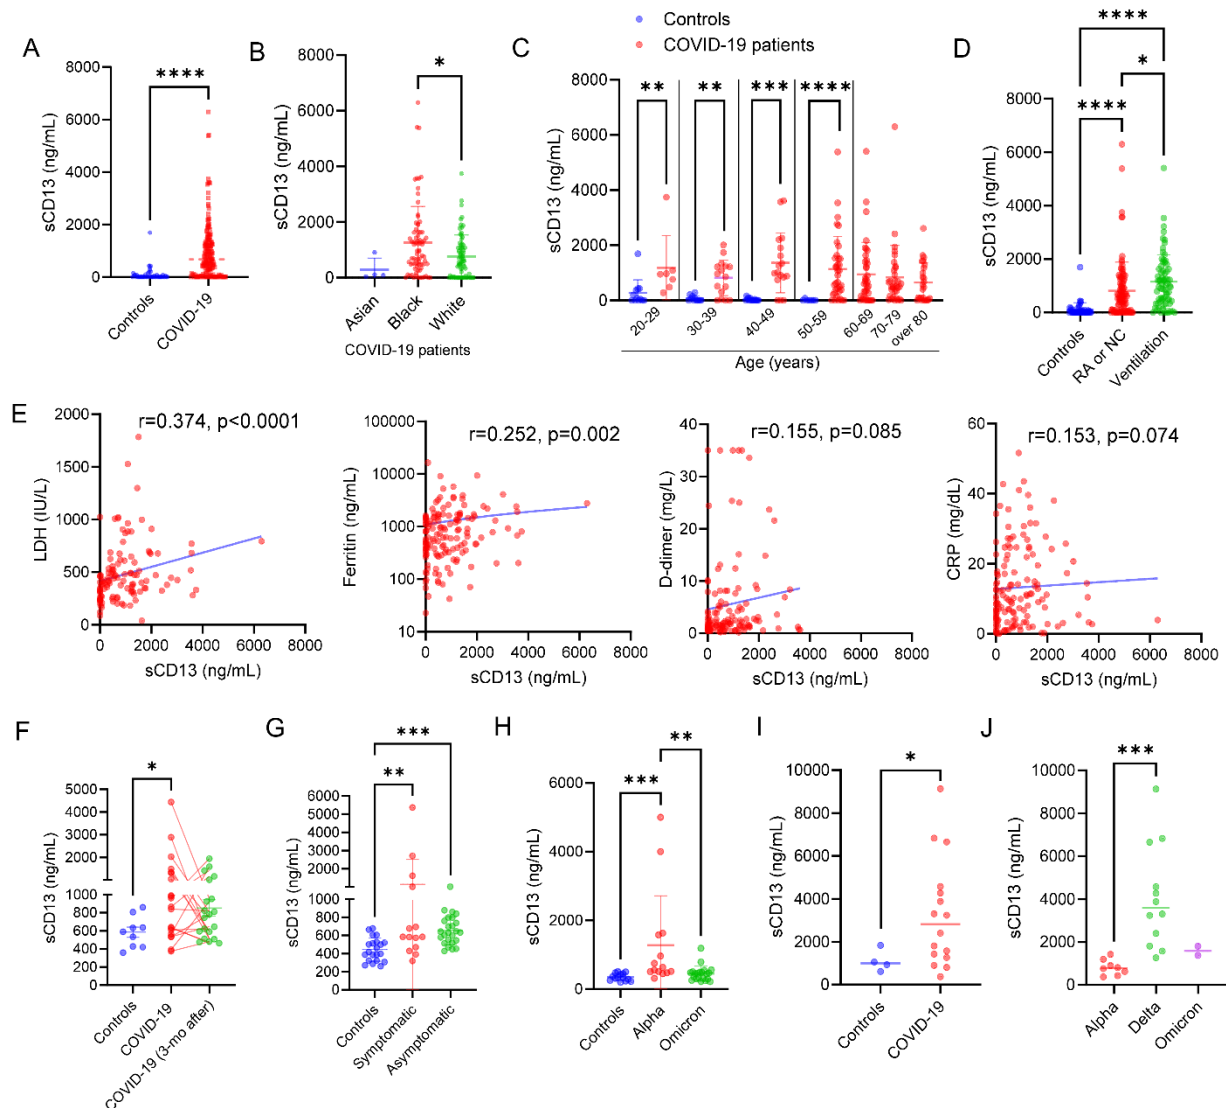 Controls
COVID-19 patients
A
sCD13 (ng/mL)
8000
6000
4000
2000
0
****
Controls
COVID-19
B
sCD13 (ng/mL)
8000
6000
4000
2000
0
*
Asian
Black
White
COVID-19 patients
C
sCD13 (ng/mL)
8000
6000
4000
2000
0
**
**
***
****
20-29
30-39
40-49
50-59
60-69
70-79
over 80
Age (years)
D
sCD13 (ng/mL)
8000
6000
4000
2000
0
****
*
****
Controls
RA or NC
Ventilation
E
r=0.374, p<0.0001
LDH (IU/L)
2000
1500
1000
500
0
0 2000 4000 6000 8000
sCD13 (ng/mL)
r=0.252, p=0.002
Ferritin (ng/mL)
100000
10000
1000
100
10
0 2000 4000 6000 8000
sCD13 (ng/mL)
r=0.155, p=0.085
D-dimer (mg/L)
40
30
20
10
0
0 2000 4000 6000 8000
sCD13 (ng/mL)
r=0.153, p=0.074
CRP (mg/dL)
60
40
20
0
0 2000 4000 6000 8000
sCD13 (ng/mL)
F
sCD13 (ng/mL)
5000
4000
3000
2000
1000
1000
800
600
400
200
0
*
Controls
COVID-19
COVID-19 (3-mo after)
G
sCD13 (ng/mL)
6000
5000
4000
3000
2000
1000
1000
800
600
400
200
0
***
**
Controls
Symptomatic
Asymptomatic
H
sCD13 (ng/mL)
6000
4000
2000
0
***
**
Controls
Alpha
Omicron
I
sCD13 (ng/mL)
10000
8000
6000
4000
2000
0
*
Controls
COVID-19
J
sCD13 (ng/mL)
10000
8000
6000
4000
2000
0
***
Alpha
Delta
Omicron